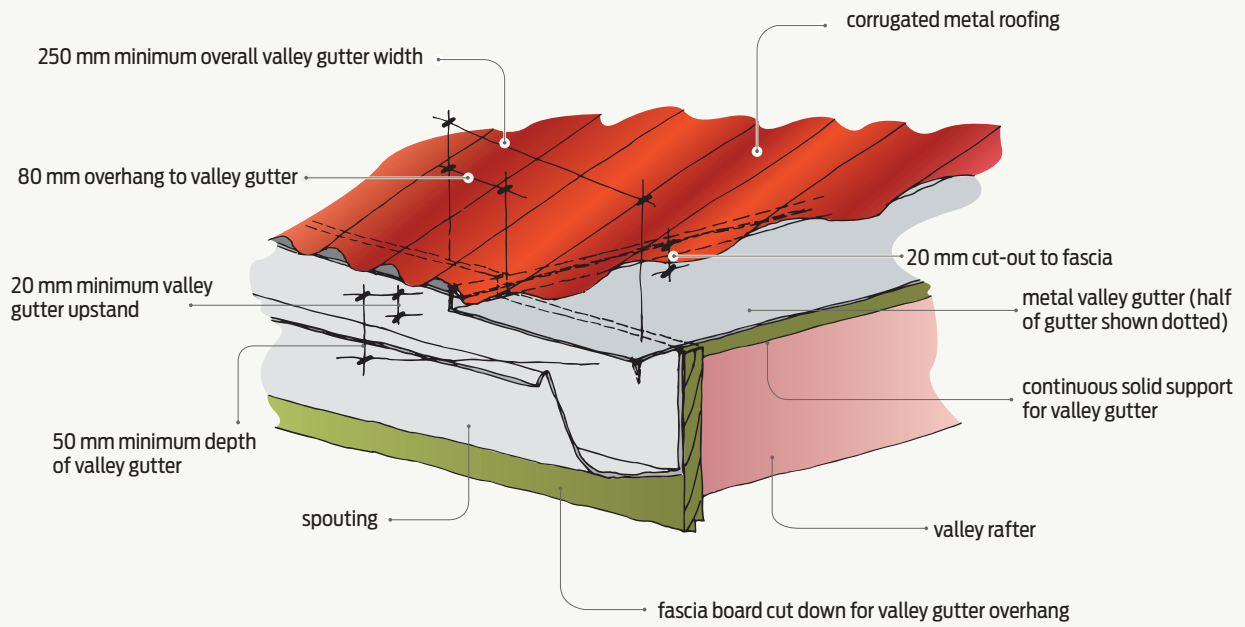 corrugated metal roofing
250 mm minimum overall valley gutter width
80 mm overhang to valley gutter
20 mm cut-out to fascia
20 mm minimum valley
gutter upstand
metal valley gutter (half
of gutter shown dotted)
continuous solid support
for valley gutter
50 mm minimum depth
of valley gutter
spouting
valley rafter
fascia board cut down for valley gutter overhang